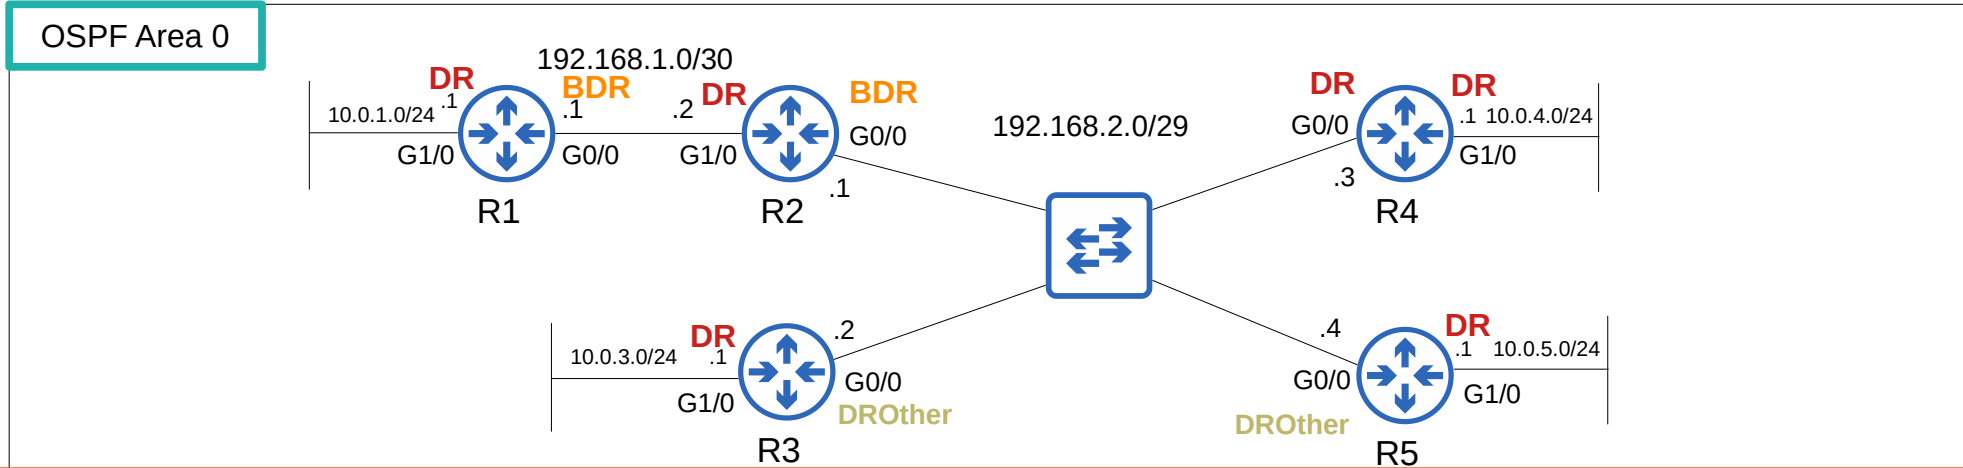 OSPF Area 0
192.168.1.0/30
DR
BDR
DR
BDR
10.0.1.0/24
.1
.1
.2
G0/0
G1/0
G0/0
G1/0
.1
R1
R2
192.168.2.0/29
DR
DR
G0/0
.1
10.0.4.0/24
G1/0
.3
R4
DR
.2
10.0.3.0/24
.1
G0/0
G1/0
DROther
R3
.4
DR
.1
10.0.5.0/24
G0/0
G1/0
DROther
R5